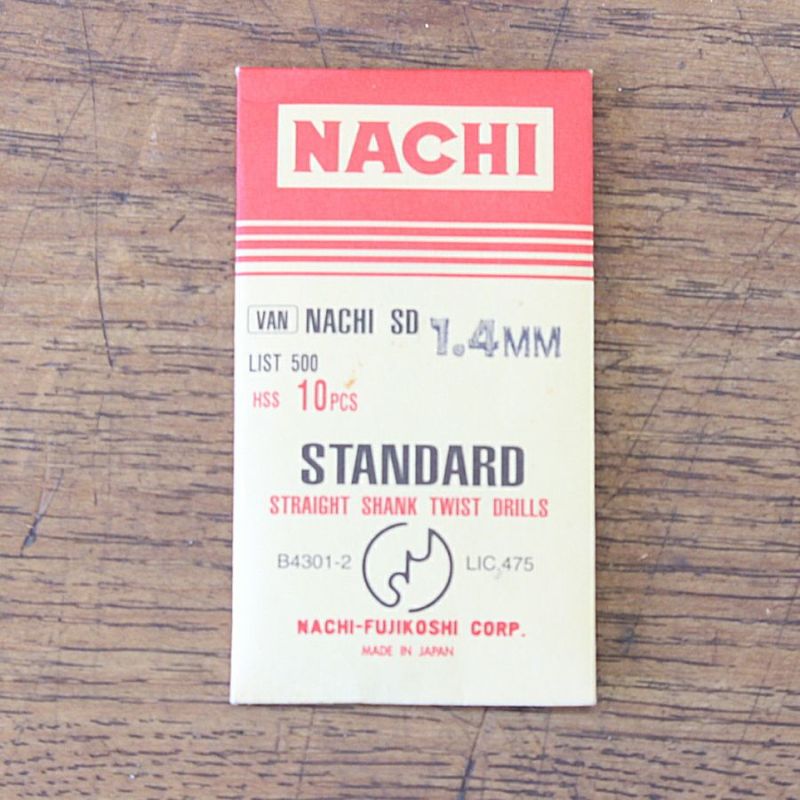 NACHI
VAN NACHI SD 1.4MM
LIST 500
HSS 10PCS
STANDARD
STRAIGHT SHANK TWIST DRILLS
B4301-2 LIC.475
NACHI-FUJIKOSHI CORP.
MADE IN JAPAN